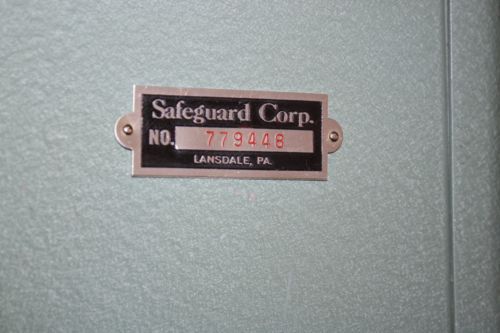 Safeguard Corp.
NO. 779448
LANSDALE, PA.